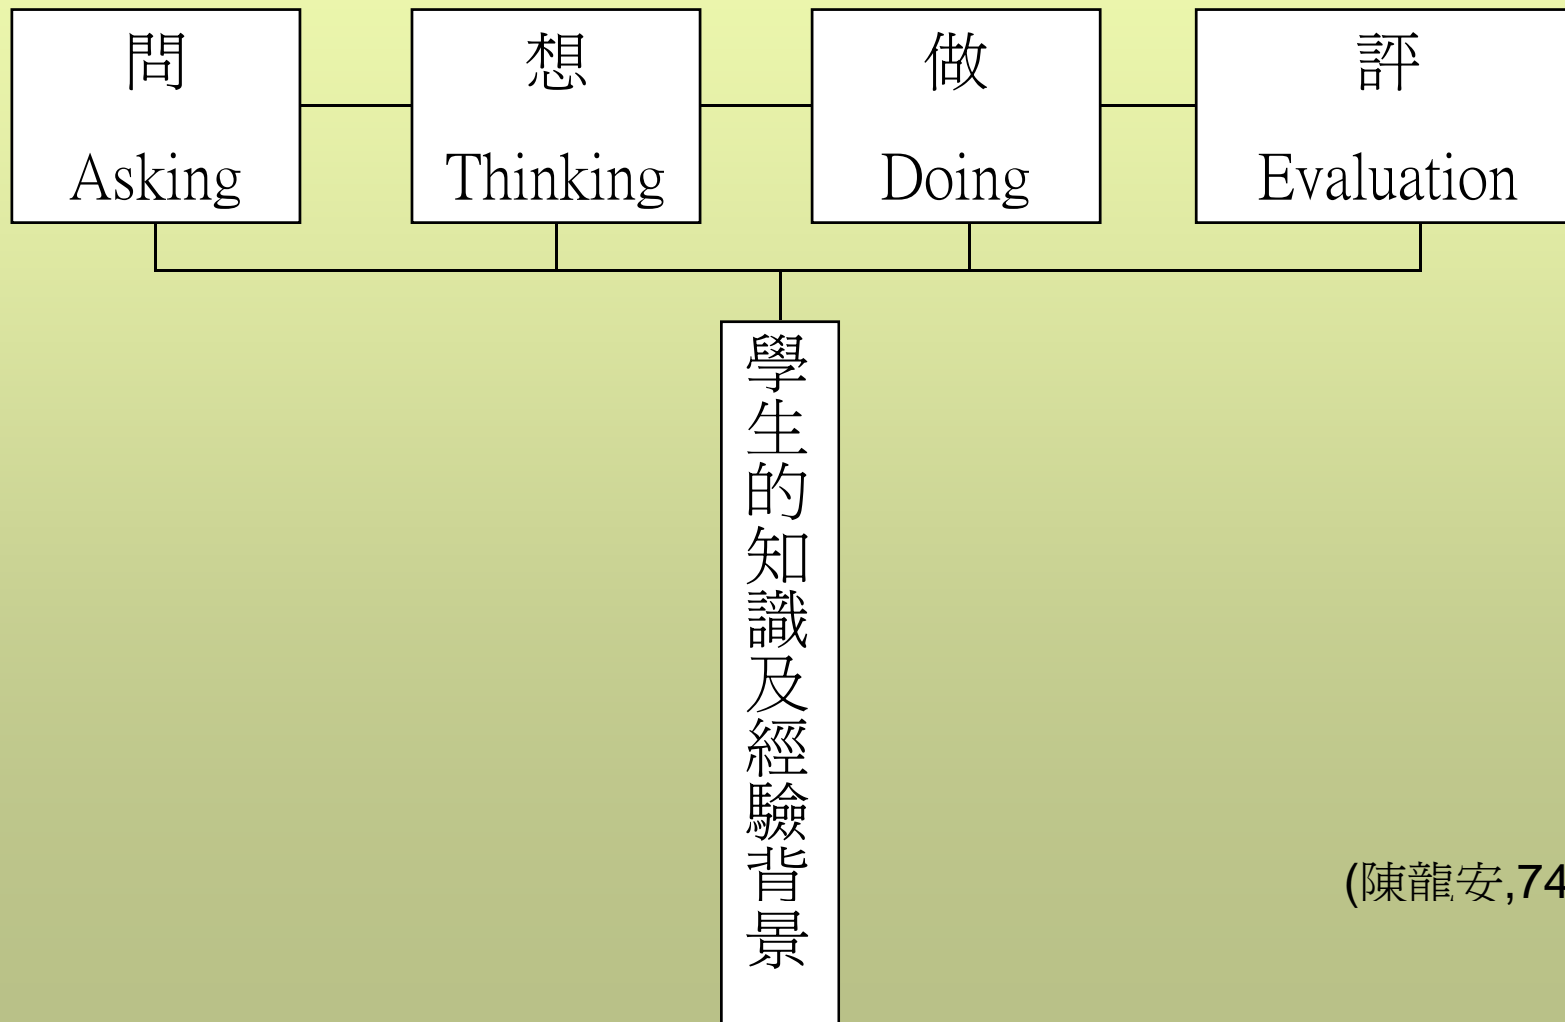 問
Asking
想
Thinking
做
Doing
評
Evaluation
學生的知識及經驗背景
(陳龍安,74